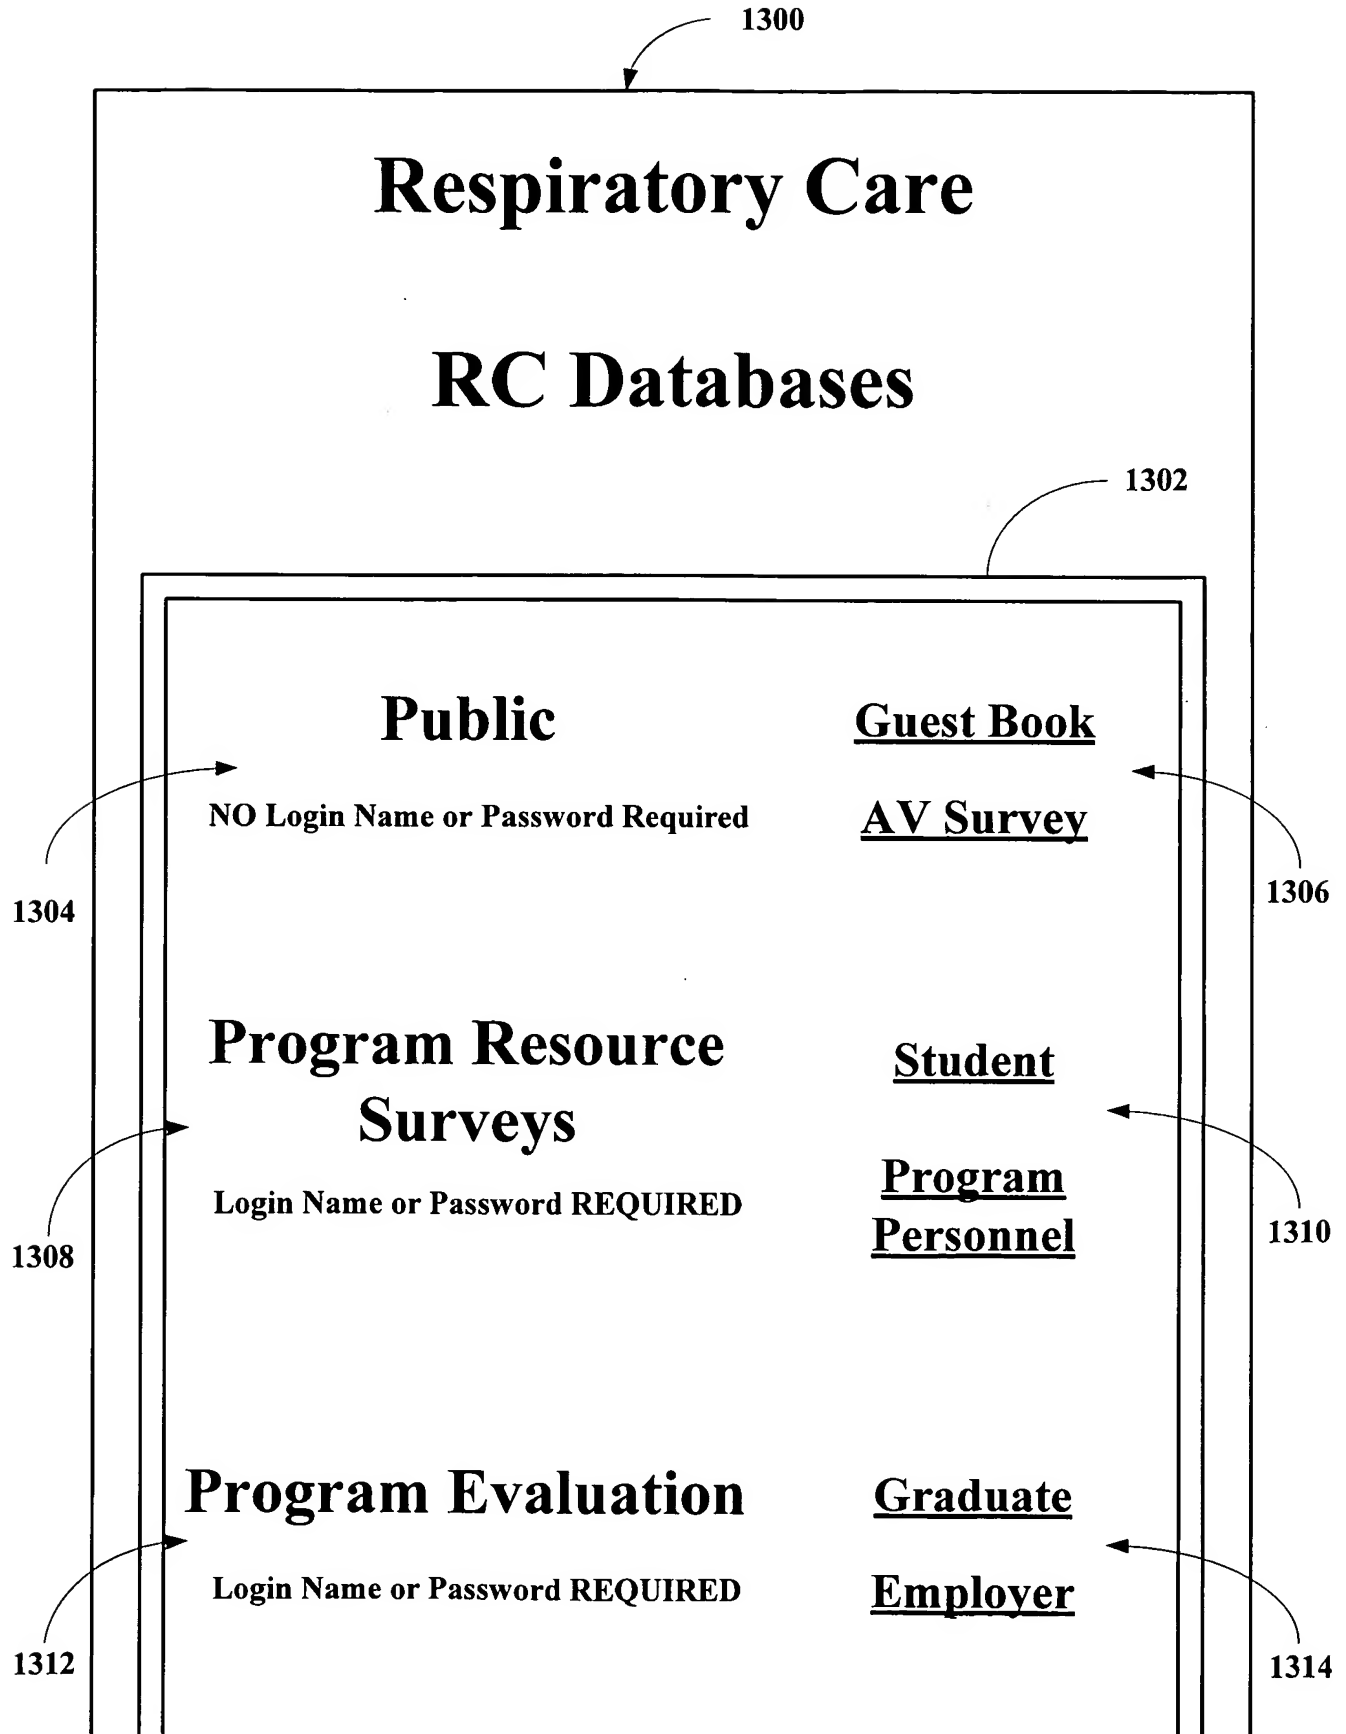 1300
Respiratory Care
RC Databases
1302
Public
Guest Book
NO Login Name or Password Required
AV Survey
1304
1306
Program Resource
Surveys
Student
Login Name or Password REQUIRED
Program
Personnel
1308
1310
Program Evaluation
Graduate
Login Name or Password REQUIRED
Employer
1312
1314